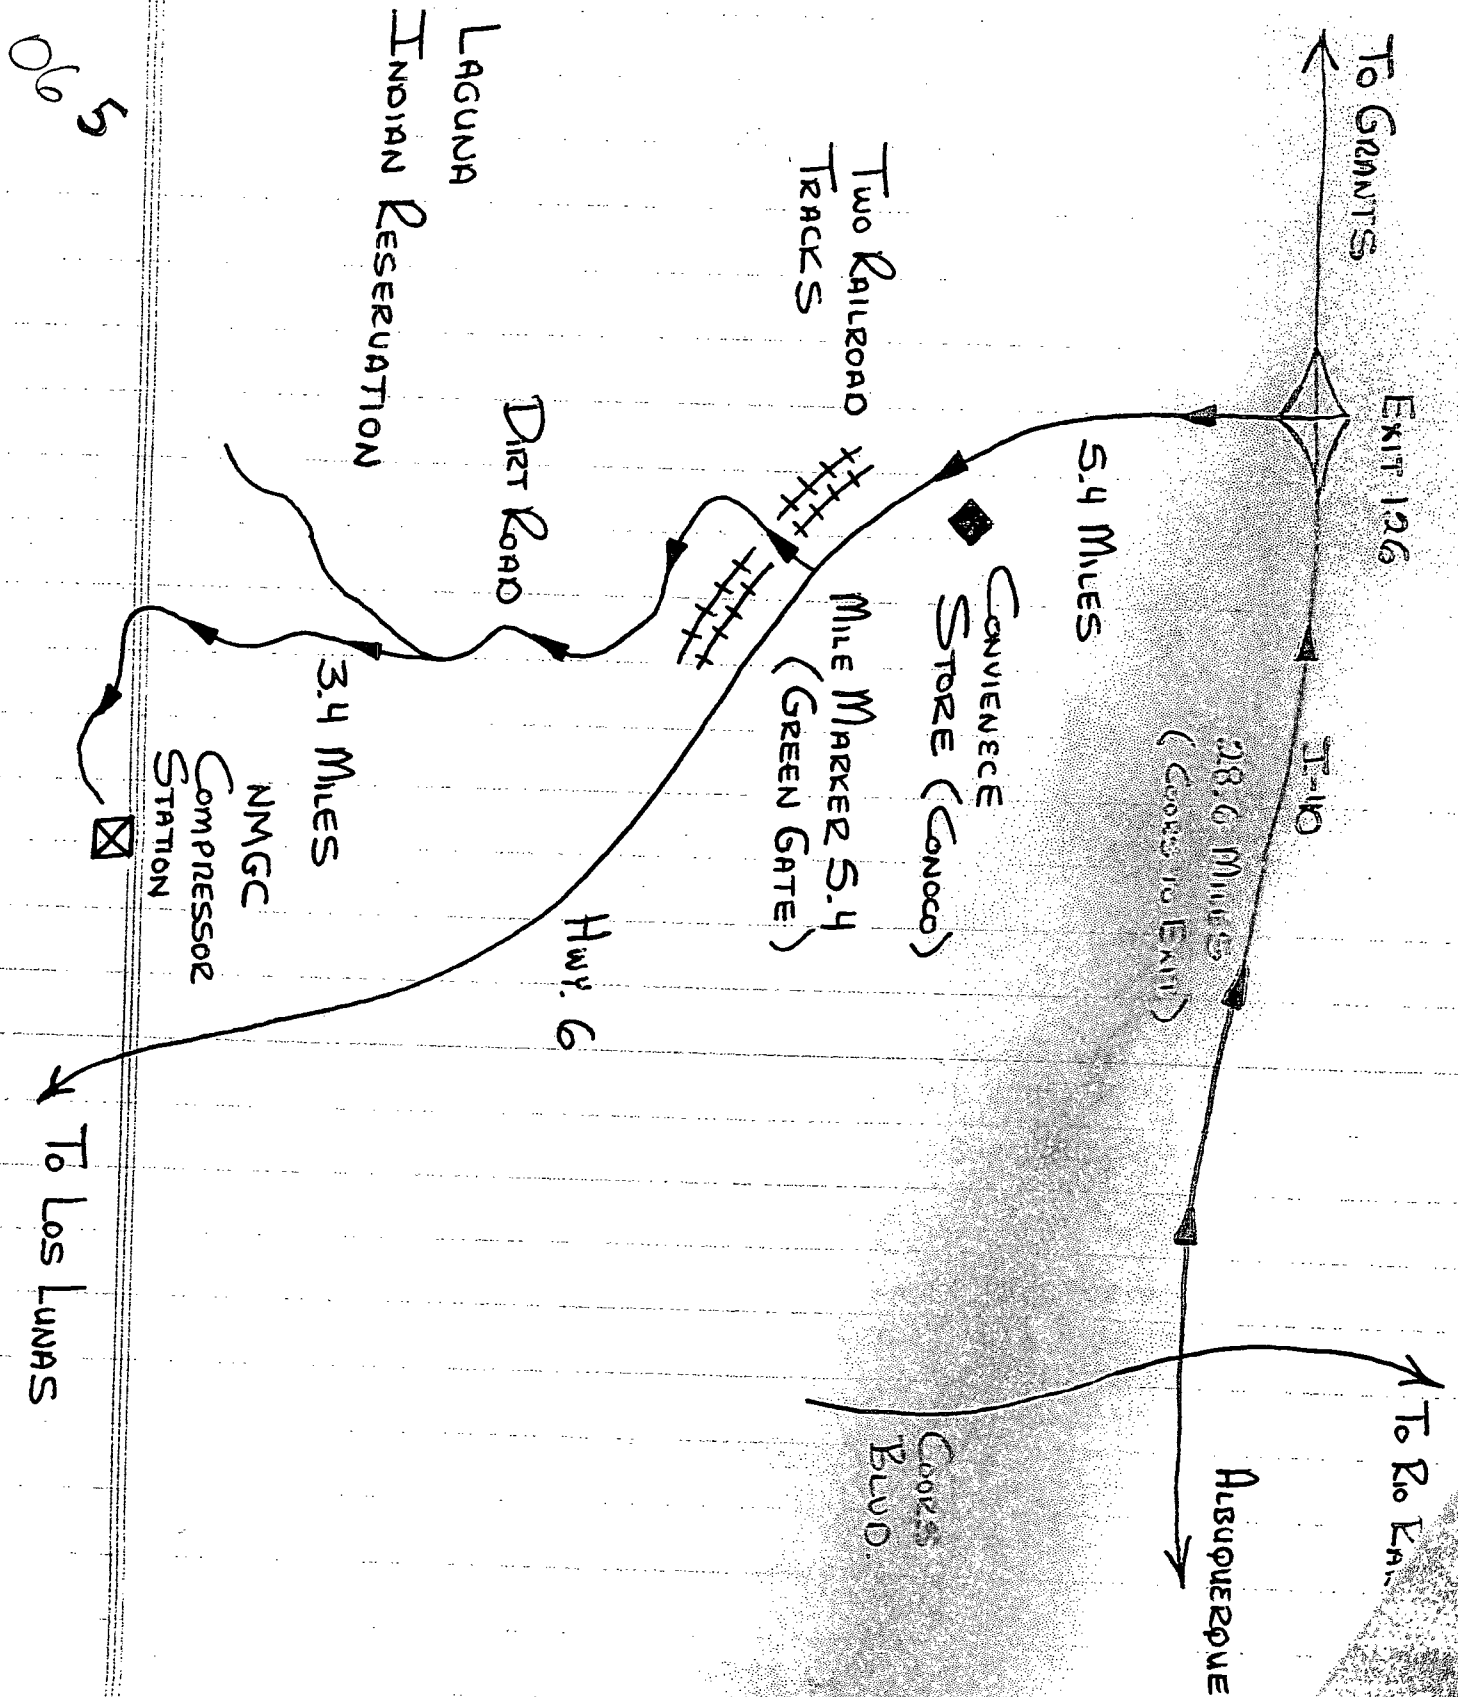 To GRANTS
EXIT 126
I-40
28.6 MILES
( COORS TO EXIT )
To RIO
ALBUQUERQUE
COORS
BLVD.
5.4 MILES
CONVIENECE
STORE (CONOCO)
TWO RAILROAD
TRACKS
MILE MARKER 5.4
(GREEN GATE)
HWY. 6
DIRT ROAD
LAGUNA
INDIAN RESERVATION
3.4 MILES
NMGC
COMPRESSOR
STATION
To LOS LUNAS
5
06